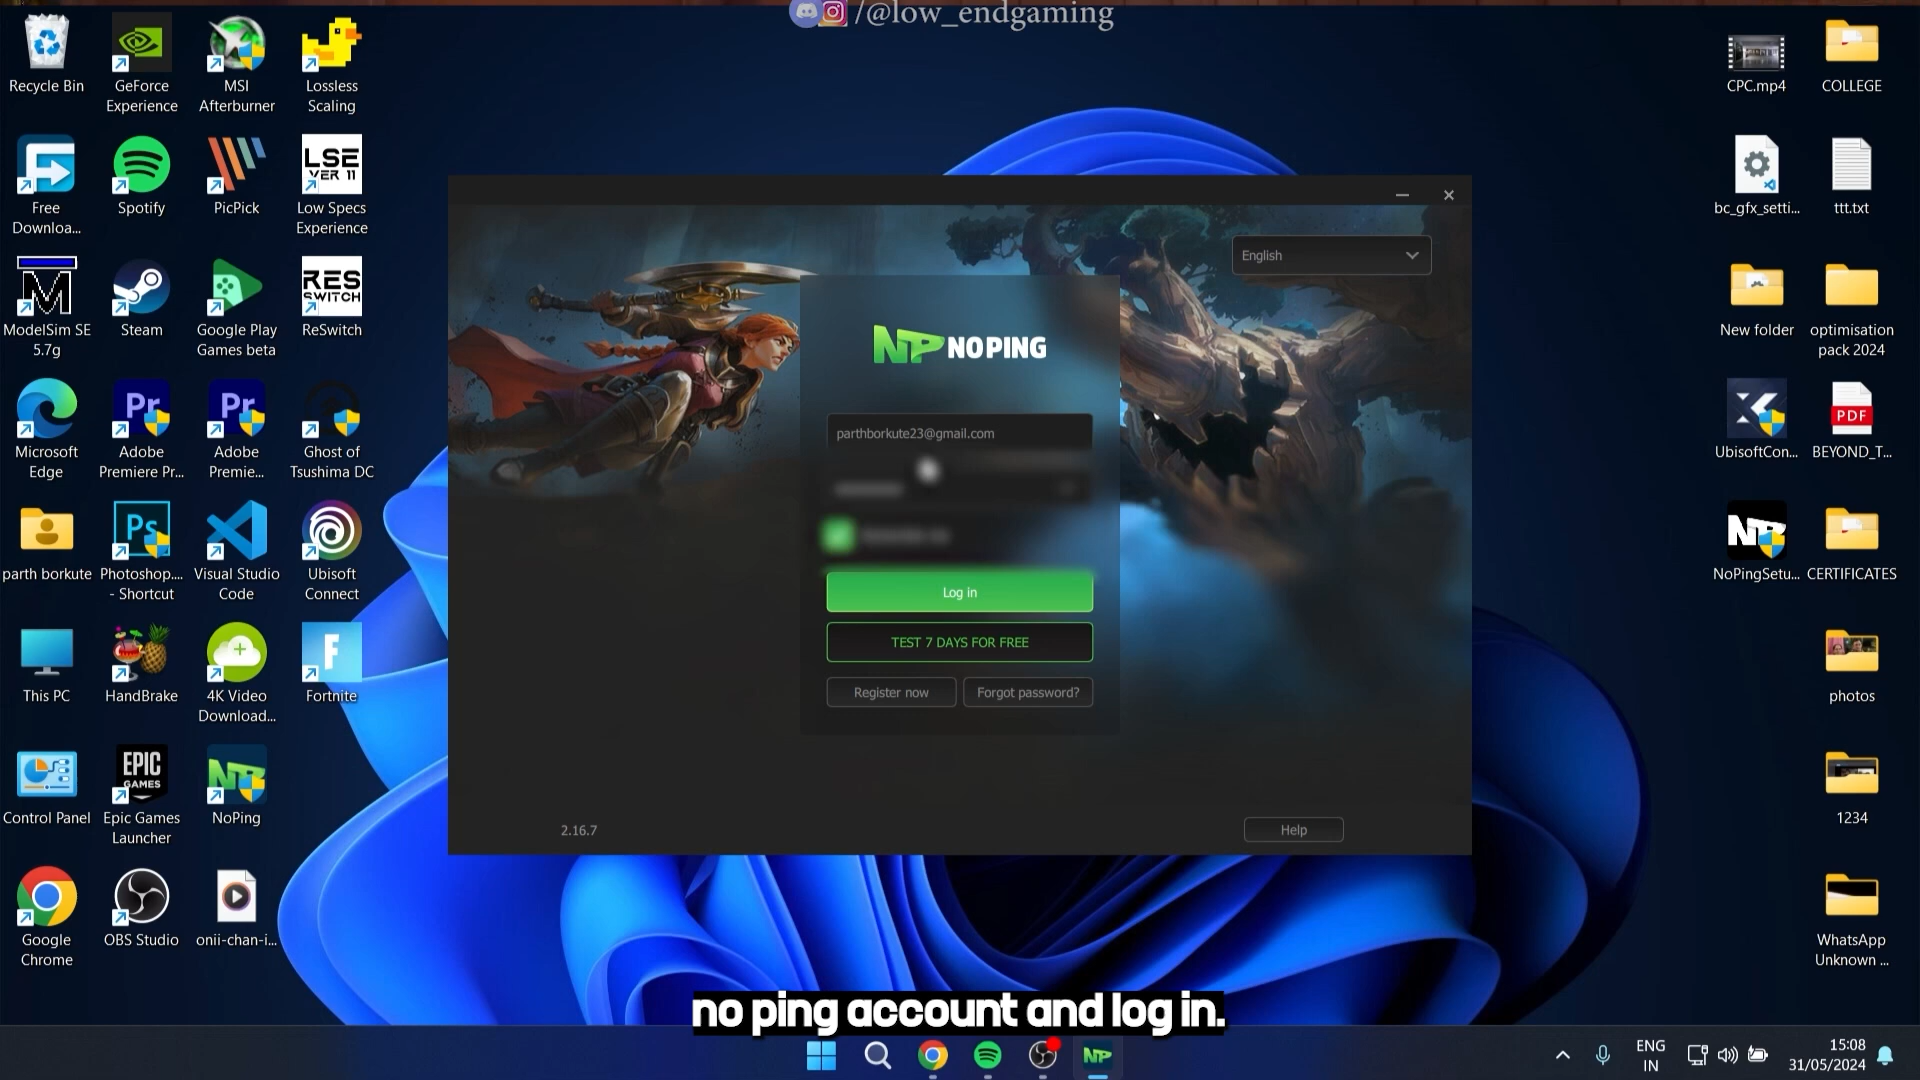 /@low_endgaming
Recycle Bin
GeForce
Experience
MSI
Afterburner
Lossless
Scaling
CPC.mp4
COLLEGE
Free
Downloa...
Spotify
PicPick
LSE
VER 11
Low Specs
Experience
bc_gfx_setti...
ttt.txt
ModelSim SE
5.7g
Steam
Google Play
Games beta
RES
SWITCH
ReSwitch
New folder
optimisation
pack 2024
Microsoft
Edge
Pr
Adobe
Premiere Pr...
Pr
Adobe
Premie...
Ghost of
Tsushima DC
UbisoftCon...
PDF
BEYOND_T...
parth borkute
Ps
Photoshop....
- Shortcut
Visual Studio
Code
Ubisoft
Connect
NoPingSetu...
CERTIFICATES
This PC
HandBrake
4K Video
Download...
F
Fortnite
photos
Control Panel
EPIC
GAMES
Epic Games
Launcher
NP
NoPing
1234
Google
Chrome
OBS Studio
onii-chan-i...
WhatsApp
Unknown ...
English
NP NOPING
parthborkute23@gmail.com
Log in
TEST 7 DAYS FOR FREE
Register now
Forgot password?
2.16.7
Help
no ping account and log in.
NP
ENG
IN
15:08
31/05/2024